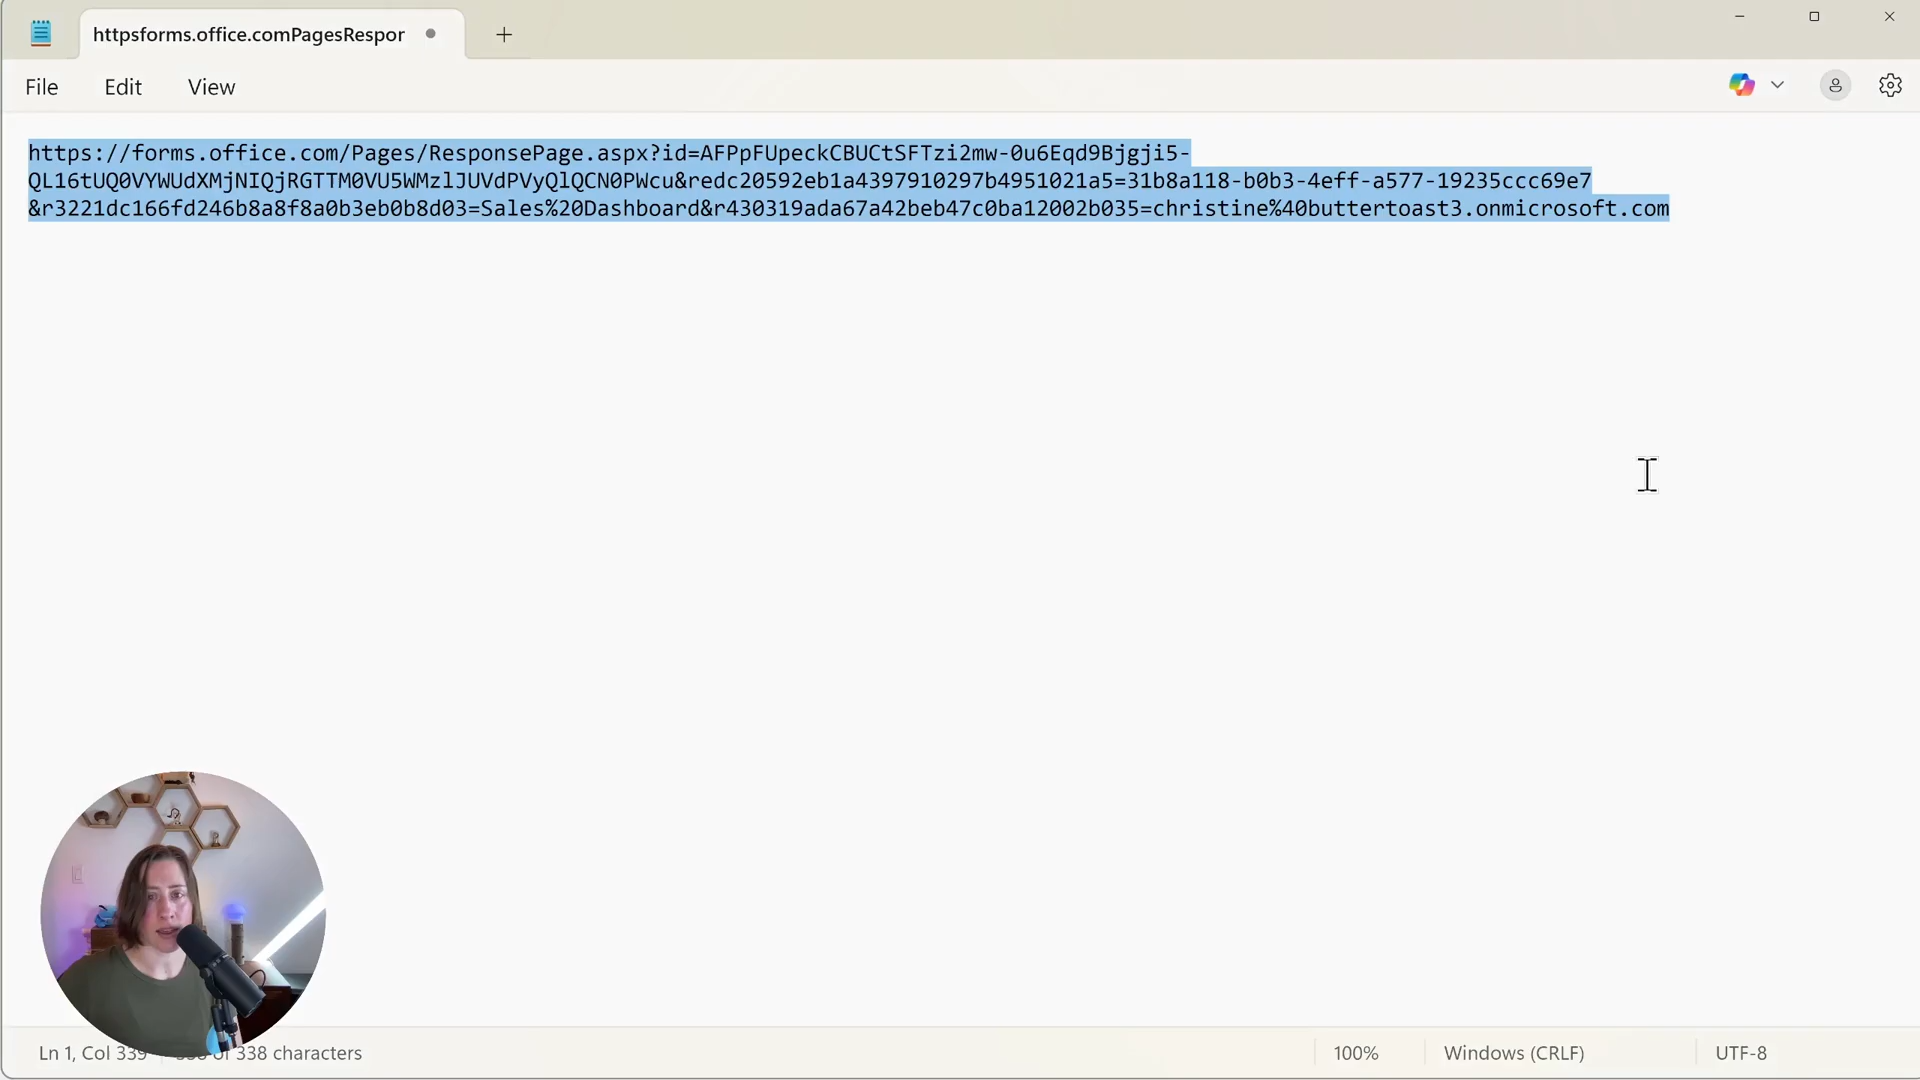 httpsforms.office.comPagesRespor
File Edit View
https://forms.office.com/Pages/ResponsePage.aspx?id=AFPpFUpeckCBUCtSFTzi2mw-0u6Eqd9Bjgji5-
QL16tUQ0VYWUdXMjNIQjRGTTM0VU5WMzlJUVdPVyQlQCN0PWcu&redc20592eb1a4397910297b4951021a5=31b8a118-b0b3-4eff-a577-19235ccc69e7
&r3221dc166fd246b8a8f8a0b3eb0b8d03=Sales%20Dashboard&r430319ada67a42beb47c0ba12002b035=christine%40buttertoast3.onmicrosoft.com
Ln 1, Col 339 of 338 characters 100% Windows (CRLF) UTF-8